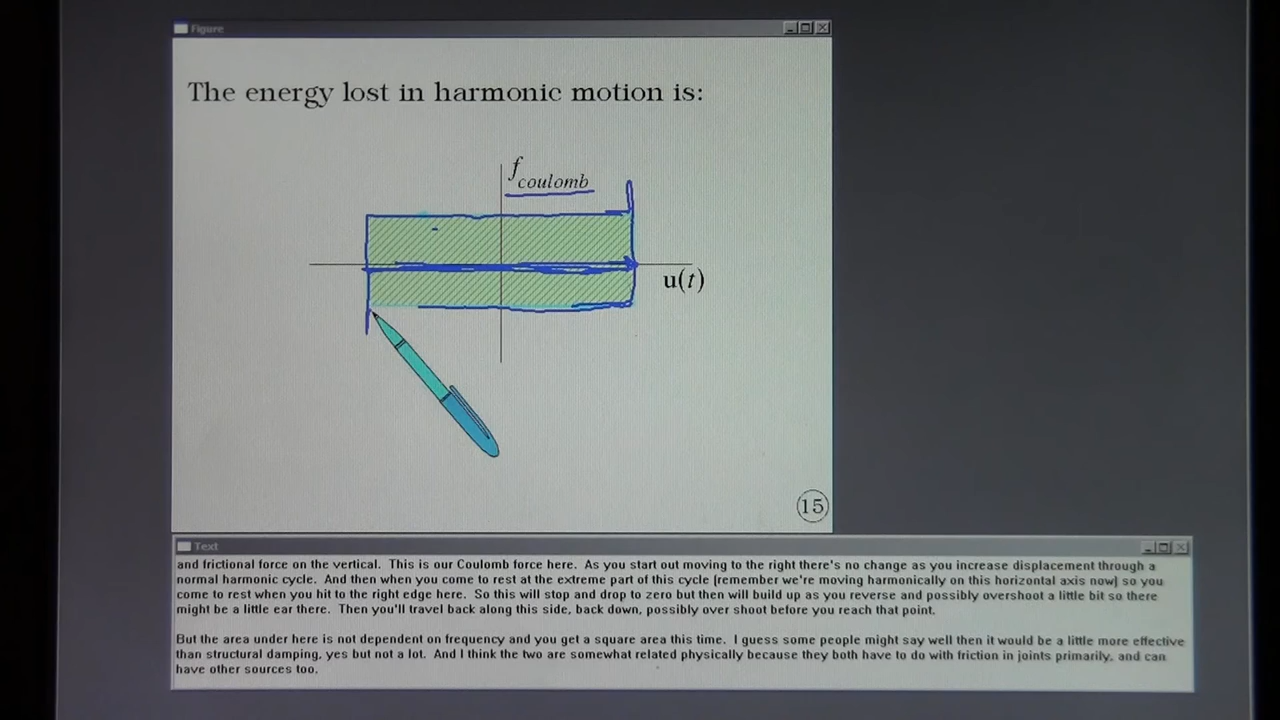 Figure
The energy lost in harmonic motion is:
f coulomb
u(t)
15
Text
and frictional force on the vertical. This is our Coulomb force here. As you start out moving to the right there's no change as you increase displacement through a
normal harmonic cycle. And then when you come to rest at the extreme part of this cycle (remember we're moving harmonically on this horizontal axis now) so you
come to rest when you hit to the right edge here. So this will stop and drop to zero but then will build up as you reverse and possibly overshoot a little bit so there
might be a little ear there. Then you'll travel back along this side, back down, possibly over shoot before you reach that point.
But the area under here is not dependent on frequency and you get a square area this time. I guess some people might say well then it would be a little more effective
than structural damping, yes but not a lot. And I think the two are somewhat related physically because they both have to do with friction in joints primarily, and can
have other sources too.